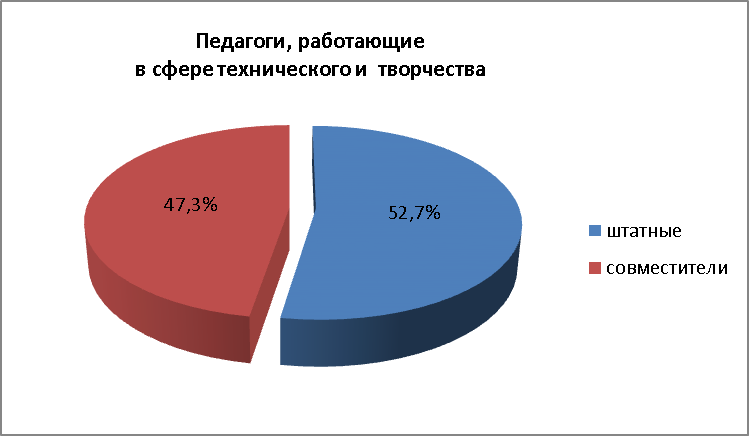 Педагоги, работающие
в сфере технического и творчества
47,3%
52,7%
штатные
совместители